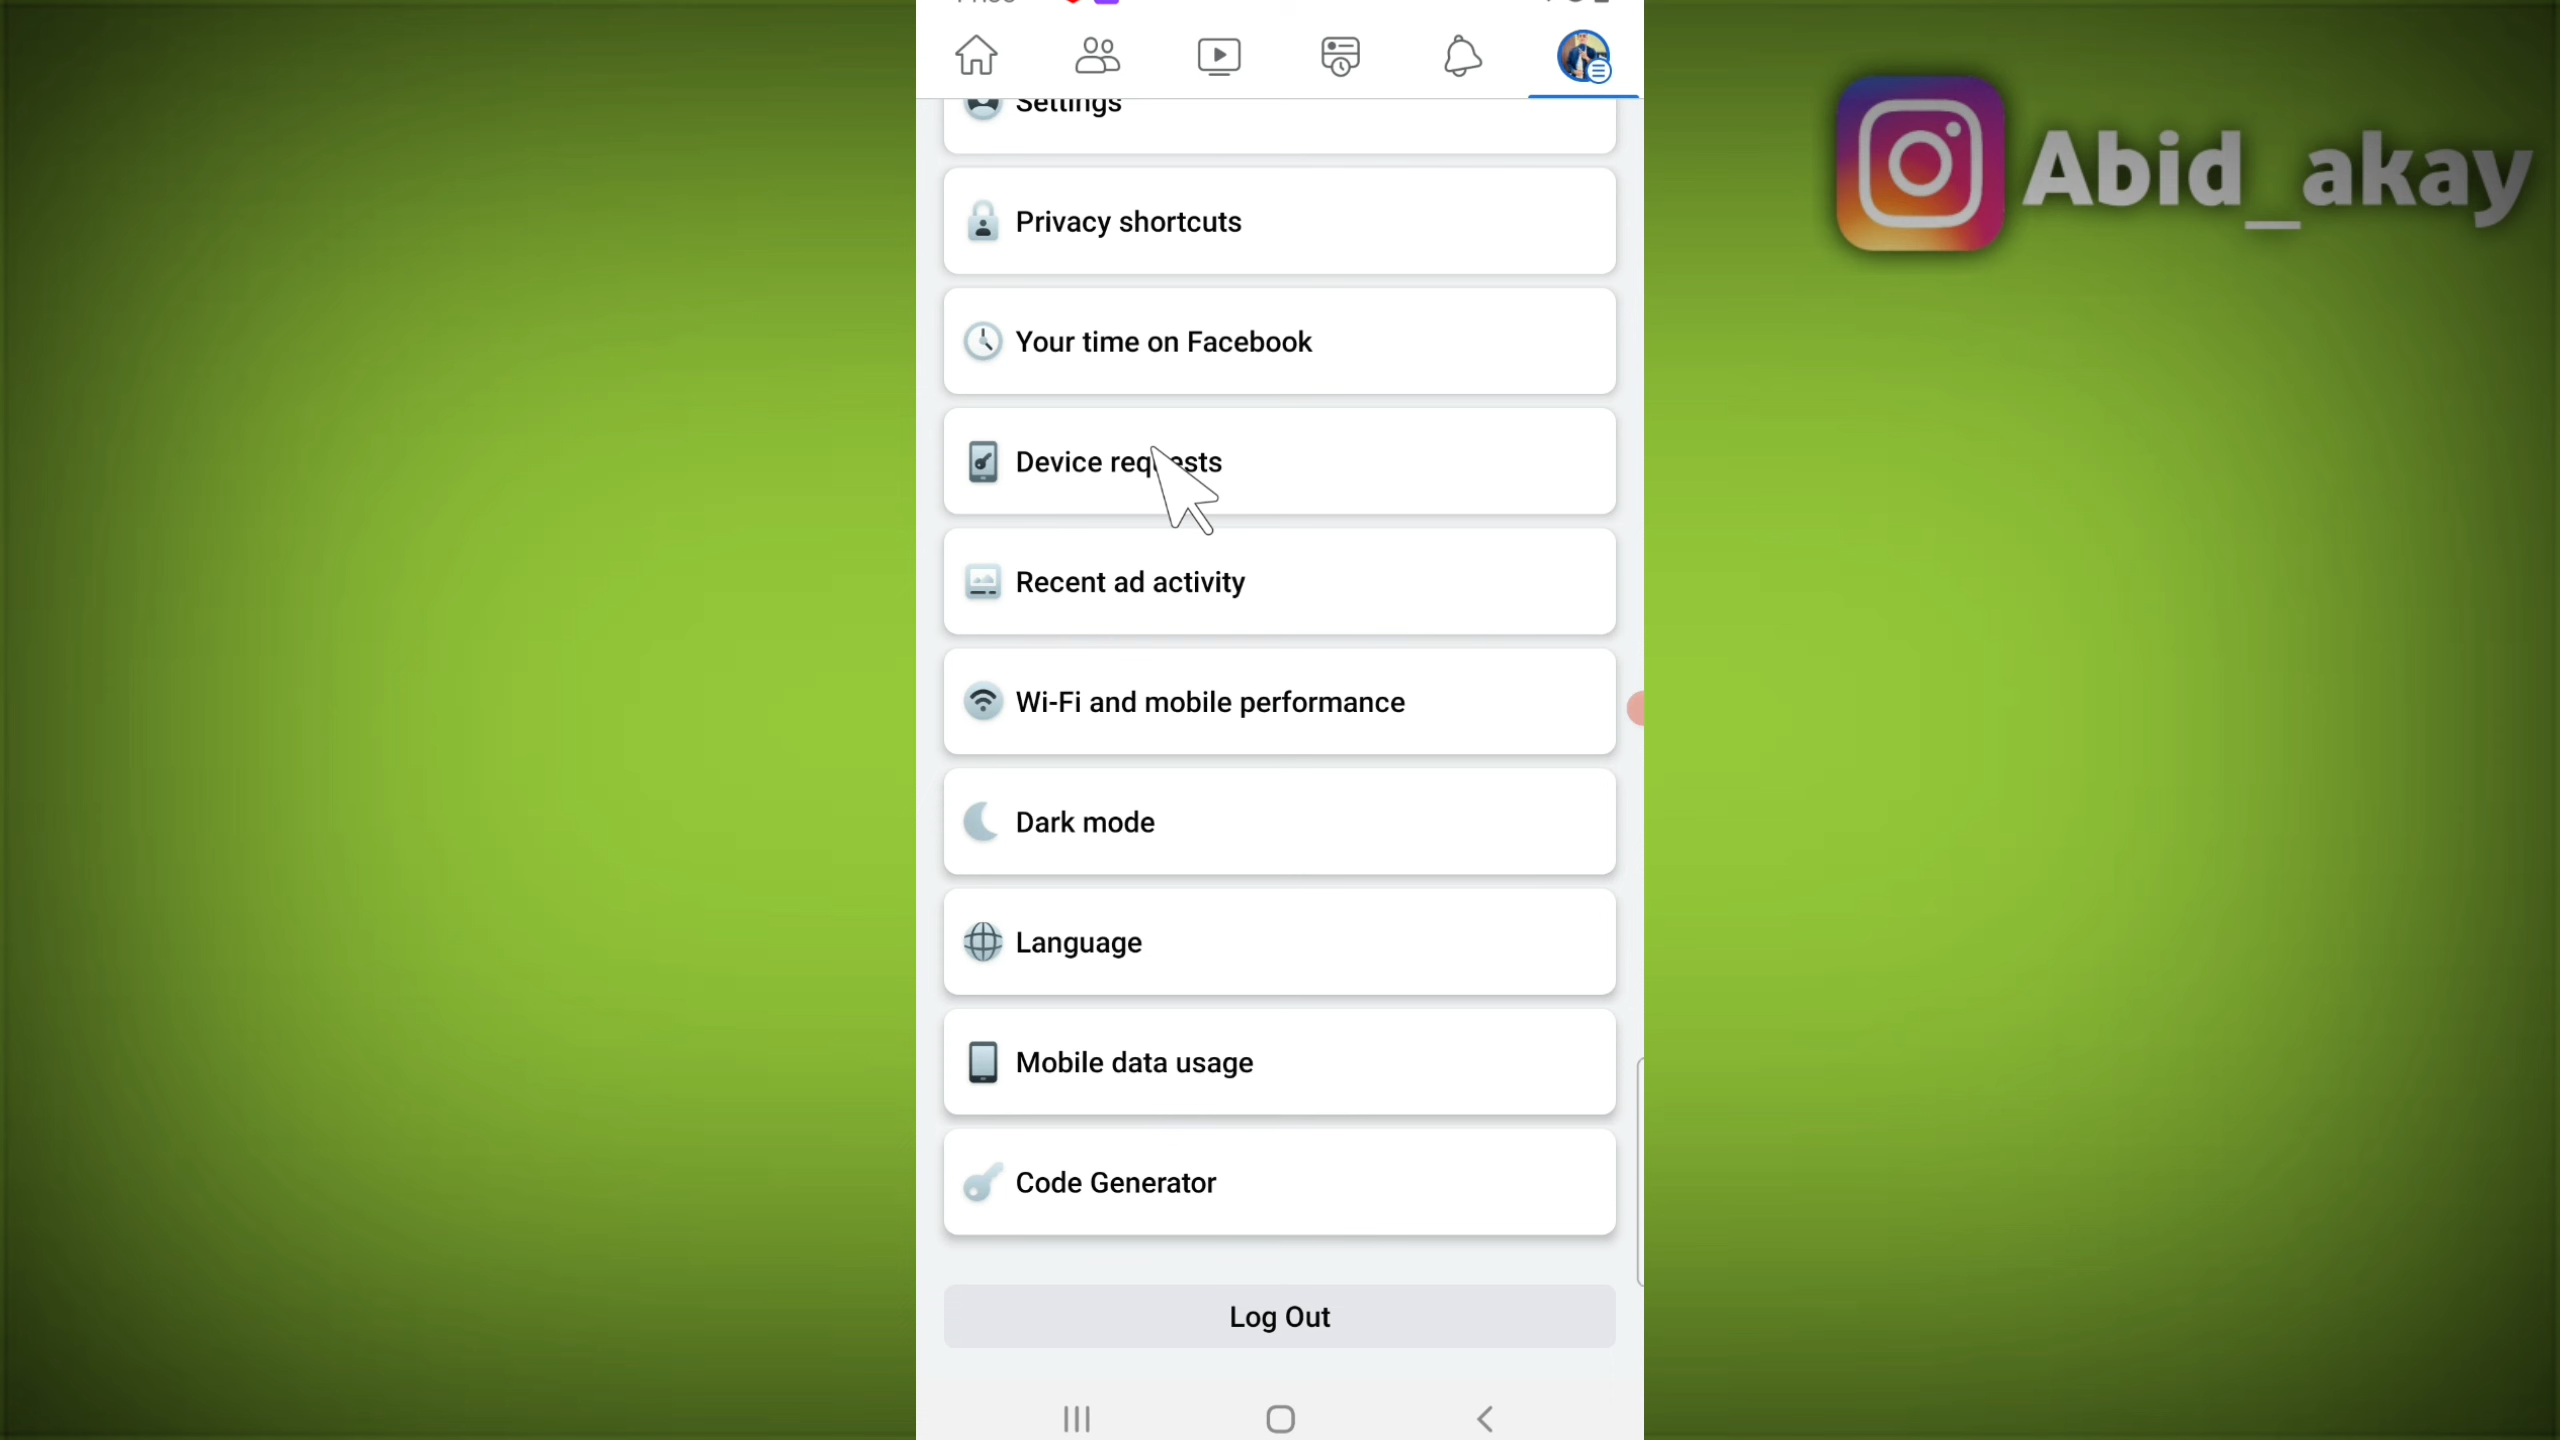 Settings
Abid_akay
Privacy shortcuts
Your time on Facebook
Device requests
Recent ad activity
Wi-Fi and mobile performance
Dark mode
Language
Mobile data usage
Code Generator
Log Out